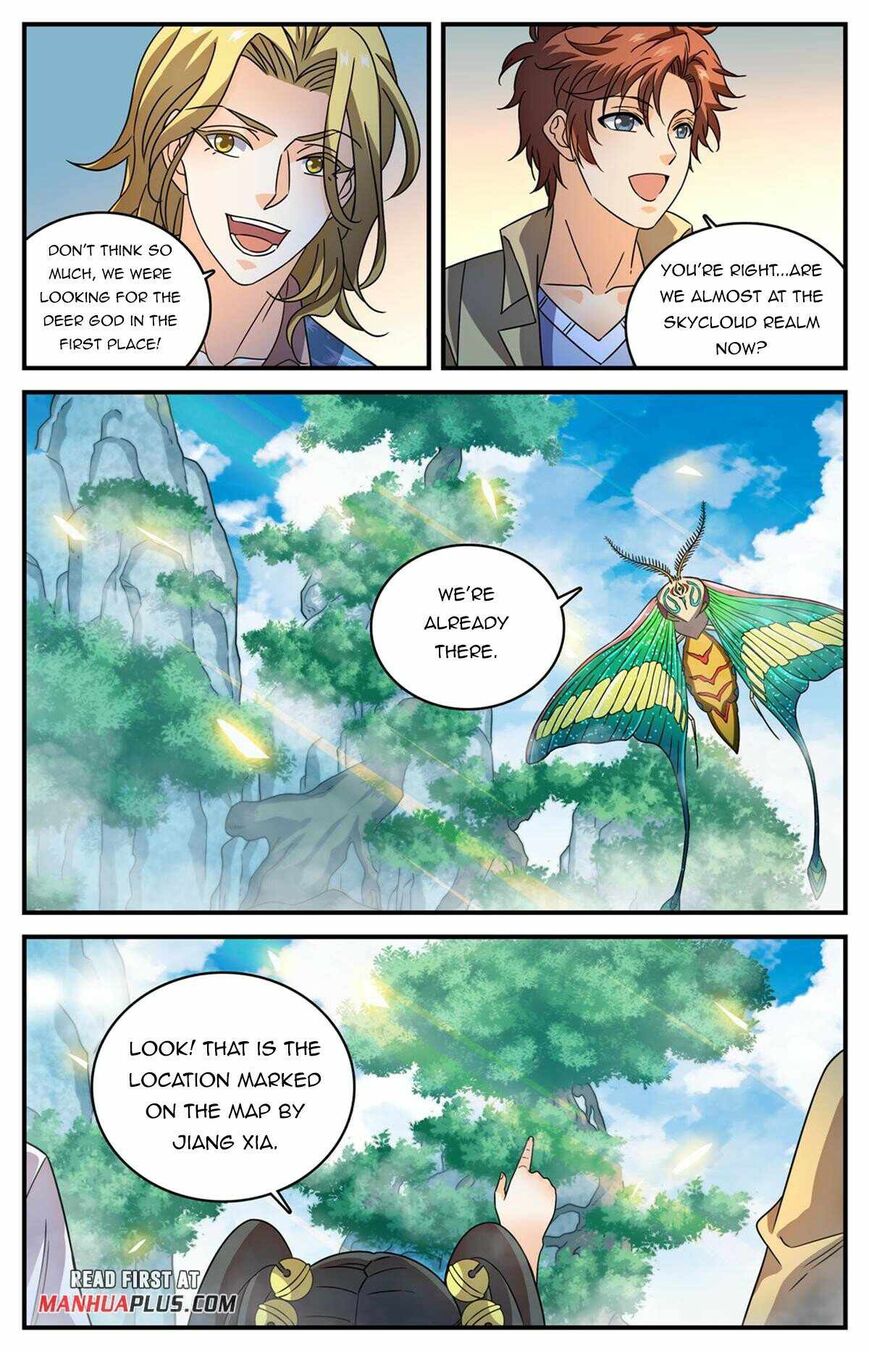 DON'T THINK SO
MUCH, WE WERE
LOOKING FOR THE
DEER GOD IN THE
FIRST PLACE!
YOU'RE RIGHT...ARE
WE ALMOST AT THE
SKYCLOUD REALM
NOW?
WE'RE
ALREADY
THERE.
LOOK! THAT IS THE
LOCATION MARKED
ON THE MAP BY
JIANG XIA.
READ FIRST AT
MANHUAPLUS.COM